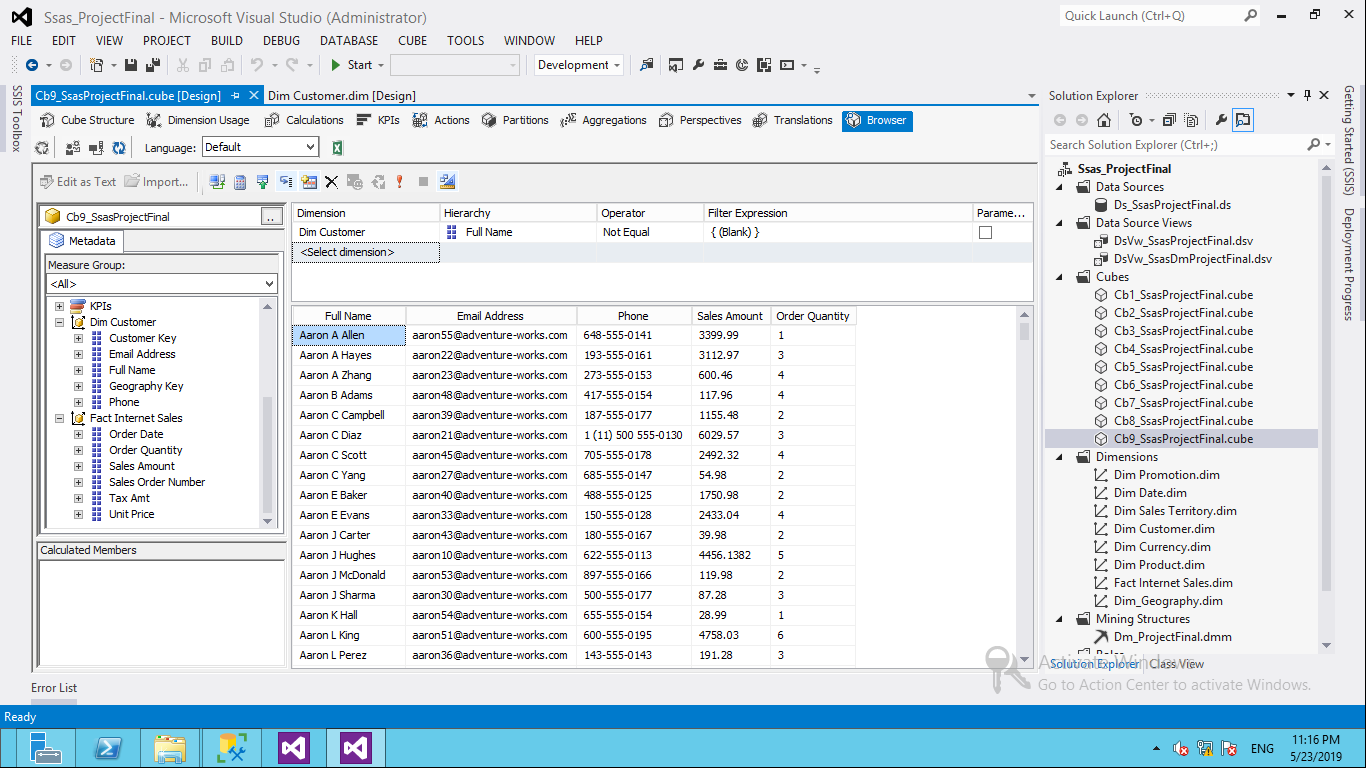 Ssas_ProjectFinal - Microsoft Visual Studio (Administrator)
Quick Launch (Ctrl+Q)
FILE EDIT VIEW PROJECT BUILD DEBUG DATABASE CUBE TOOLS WINDOW HELP
Start Development
SSIS Toolbox
Cb9_SsasProjectFinal.cube [Design] Dim Customer.dim [Design]
Cube Structure Dimension Usage Calculations KPIs Actions Partitions Aggregations Perspectives Translations Browser
Language: Default
Edit as Text Import...
Cb9_SsasProjectFinal ..
Metadata
Measure Group:
<All>
KPIs
Dim Customer
Customer Key
Email Address
Full Name
Geography Key
Phone
Fact Internet Sales
Order Date
Order Quantity
Sales Amount
Sales Order Number
Tax Amt
Unit Price
Calculated Members
Dimension Hierarchy Operator Filter Expression Parame...
Dim Customer Full Name Not Equal { (Blank) }
<Select dimension>
Full Name Email Address Phone Sales Amount Order Quantity
Aaron A Allen aaron55@adventure-works.com 648-555-0141 3399.99 1
Aaron A Hayes aaron22@adventure-works.com 193-555-0161 3112.97 3
Aaron A Zhang aaron23@adventure-works.com 273-555-0153 600.46 4
Aaron B Adams aaron48@adventure-works.com 417-555-0154 117.96 4
Aaron C Campbell aaron39@adventure-works.com 187-555-0177 1155.48 2
Aaron C Diaz aaron21@adventure-works.com 1 (11) 500 555-0130 6029.57 3
Aaron C Scott aaron45@adventure-works.com 705-555-0178 2492.32 4
Aaron C Yang aaron27@adventure-works.com 685-555-0147 54.98 2
Aaron E Baker aaron40@adventure-works.com 488-555-0125 1750.98 2
Aaron E Evans aaron33@adventure-works.com 150-555-0128 2433.04 4
Aaron J Carter aaron43@adventure-works.com 180-555-0167 39.98 2
Aaron J Hughes aaron10@adventure-works.com 622-555-0113 4456.1382 5
Aaron J McDonald aaron53@adventure-works.com 897-555-0166 119.98 2
Aaron J Sharma aaron30@adventure-works.com 500-555-0177 87.28 3
Aaron K Hall aaron54@adventure-works.com 655-555-0154 28.99 1
Aaron L King aaron51@adventure-works.com 600-555-0195 4758.03 6
Aaron L Perez aaron36@adventure-works.com 143-555-0143 191.28 3
Solution Explorer
Search Solution Explorer (Ctrl+;)
Ssas_ProjectFinal
Data Sources
Ds_SsasProjectFinal.ds
Data Source Views
DsVw_SsasProjectFinal.dsv
DsVw_SsasDmProjectFinal.dsv
Cubes
Cb1_SsasProjectFinal.cube
Cb2_SsasProjectFinal.cube
Cb3_SsasProjectFinal.cube
Cb4_SsasProjectFinal.cube
Cb5_SsasProjectFinal.cube
Cb6_SsasProjectFinal.cube
Cb7_SsasProjectFinal.cube
Cb8_SsasProjectFinal.cube
Cb9_SsasProjectFinal.cube
Dimensions
Dim Promotion.dim
Dim Date.dim
Dim Sales Territory.dim
Dim Customer.dim
Dim Currency.dim
Dim Product.dim
Fact Internet Sales.dim
Dim_Geography.dim
Mining Structures
Dm_ProjectFinal.dmm
Roles
Solution Explorer Class View
Getting Started (SSIS)
Deployment Progress
Activate Windows
Go to Action Center to activate Windows.
Error List
Ready
ENG
11:16 PM
5/23/2019